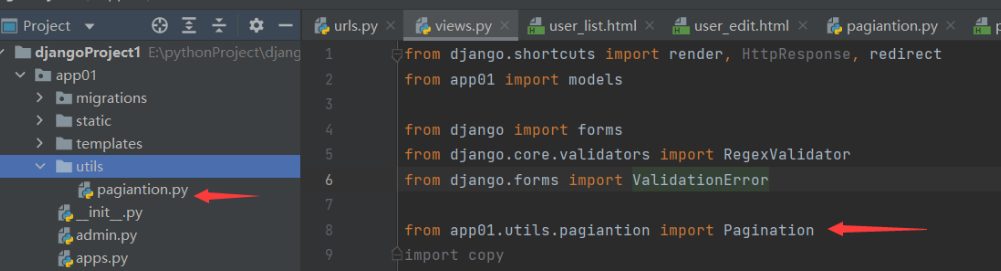 Project
urls.py
views.py
user_list.html
user_edit.html
pagiantion.py
djangoProject1 E:\pythonProject\djang
app01
migrations
static
templates
utils
pagiantion.py
__init__.py
admin.py
apps.py
1 from django.shortcuts import render, HttpResponse, redirect
2 from app01 import models
3
4 from django import forms
5 from django.core.validators import RegexValidator
6 from django.forms import ValidationError
7
8 from app01.utils.pagiantion import Pagination
9 import copy